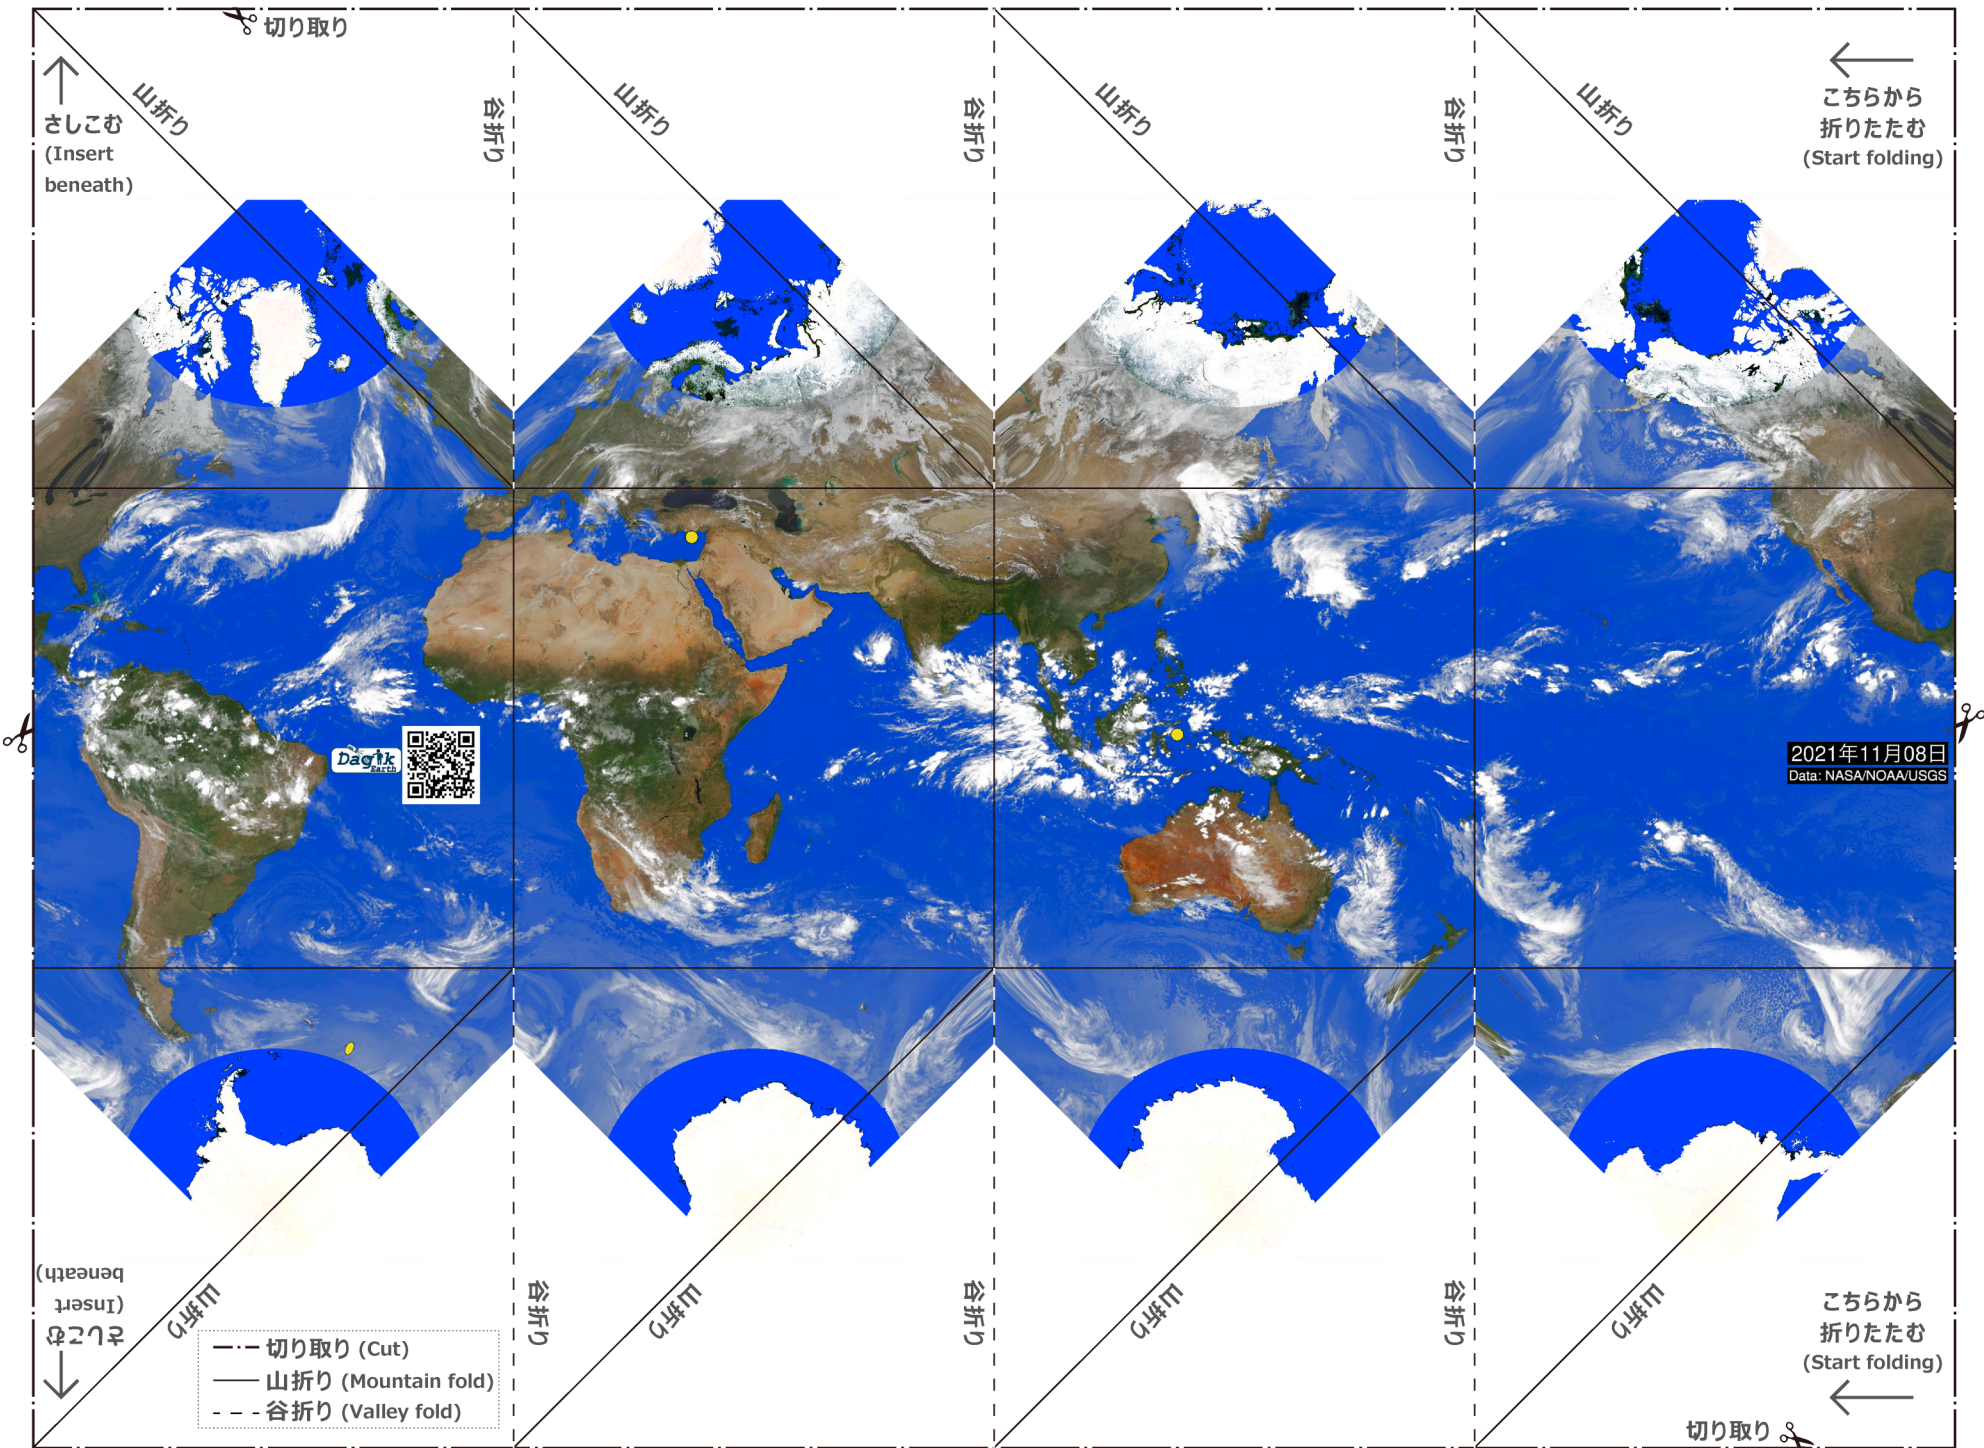 切り取り
さしこむ
(Insert
beneath)
山折り
谷折り
山折り
谷折り
山折り
谷折り
山折り
こちらから
折りたたむ
(Start folding)
Dagik
Earth
2021年11月08日
Data: NASA/NOAA/USGS
さしこむ
(Insert
beneath)
山折り
谷折り
山折り
谷折り
山折り
谷折り
山折り
こちらから
折りたたむ
(Start folding)
切り取り (Cut)
山折り (Mountain fold)
谷折り (Valley fold)
切り取り